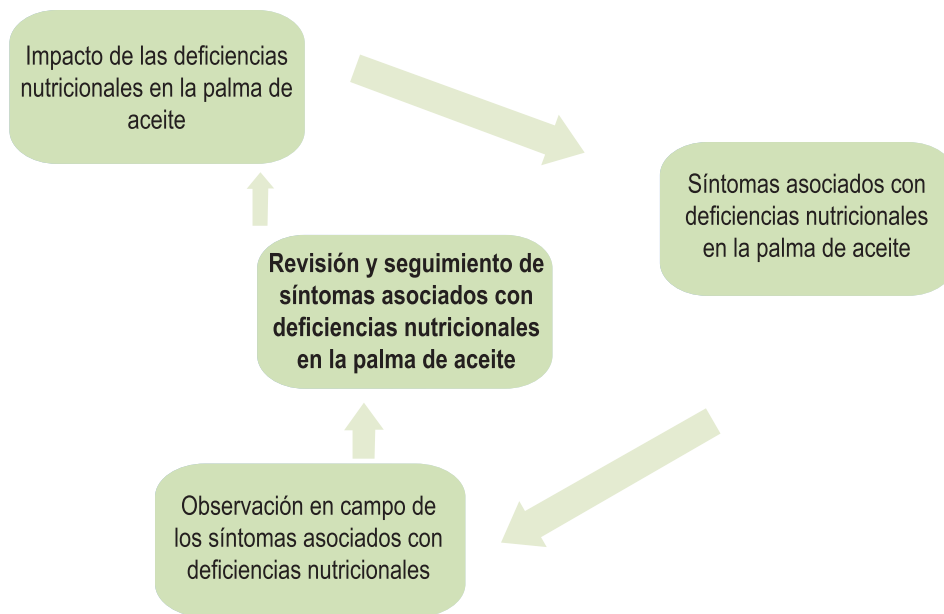 Impacto de las deficiencias
nutricionales en la palma de
aceite
Síntomas asociados con
deficiencias nutricionales
en la palma de aceite
Revisión y seguimiento de
síntomas asociados con
deficiencias nutricionales
en la palma de aceite
Observación en campo de
los síntomas asociados con
deficiencias nutricionales